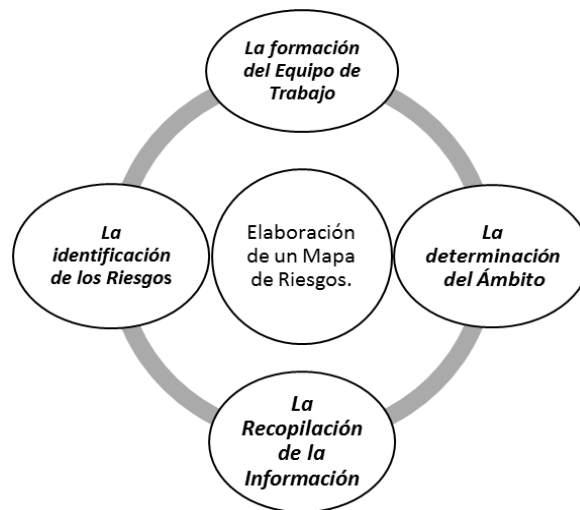 La formación
del Equipo de
Trabajo
La
identificación
de los Riesgos
Elaboración
de un Mapa
de Riesgos.
La
determinación
del Ámbito
La
Recopilación
de la
Información